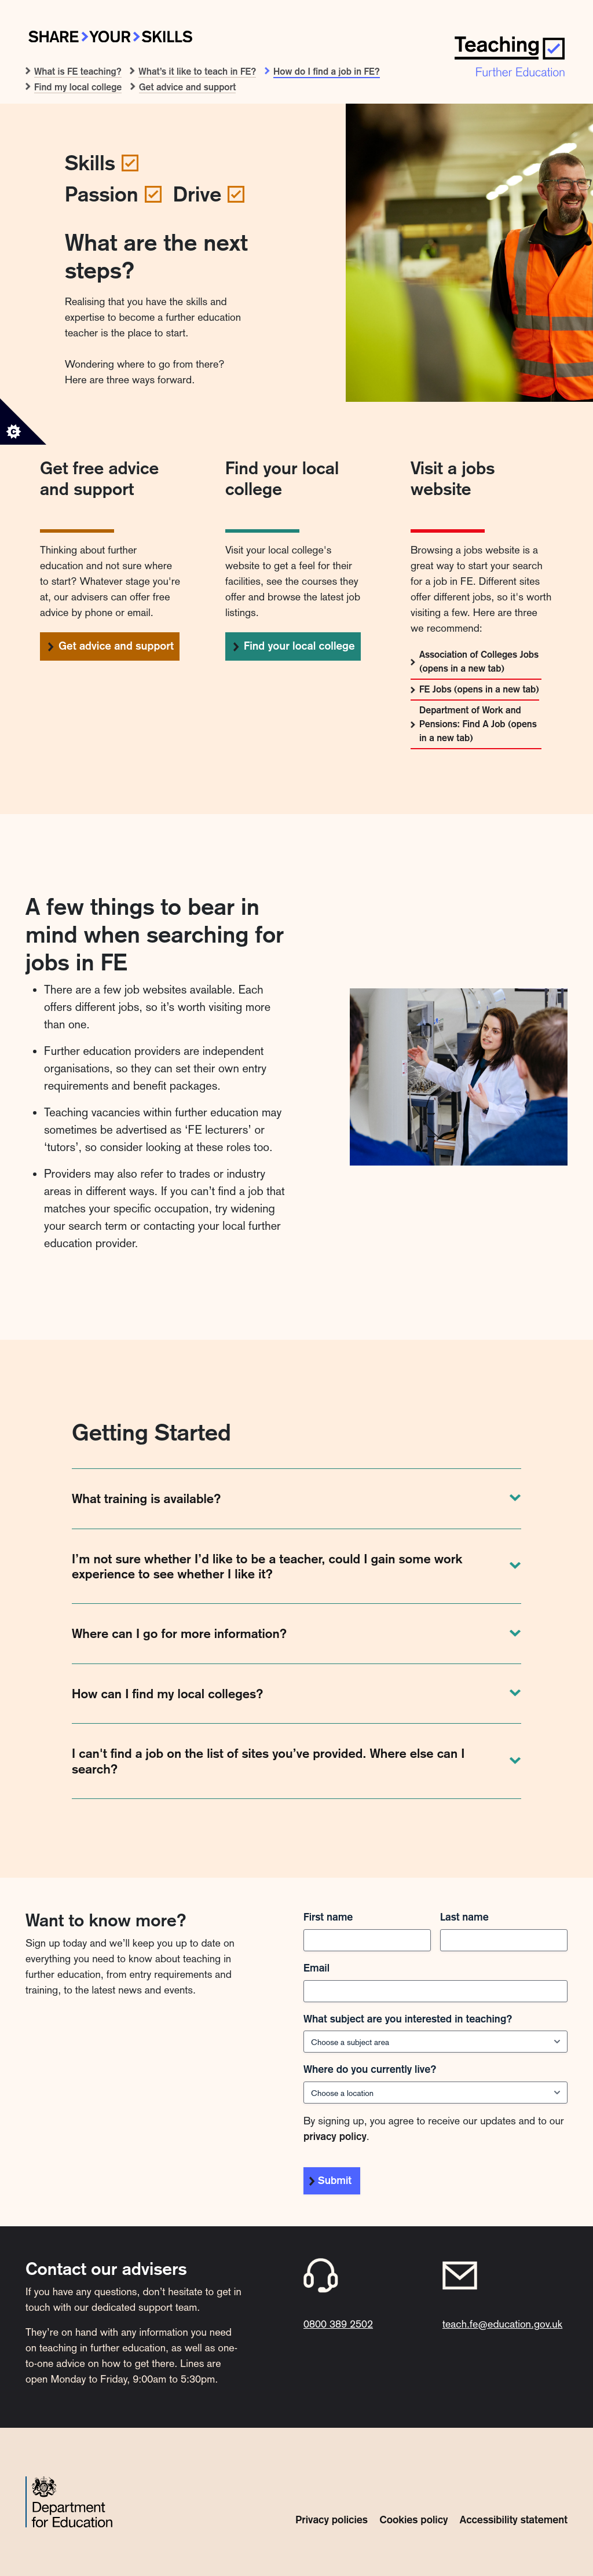 SHARE YOUR SKILLS
Teaching
Further Education
What is FE teaching?
What's it like to teach in FE?
How do I find a job in FE?
Find my local college
Get advice and support
Skills
Passion Drive
What are the next
steps?
Realising that you have the skills and
expertise to become a further education
teacher is the place to start.
Wondering where to go from there?
Here are three ways forward.
C
Get free advice
and support
Thinking about further
education and not sure where
to start? Whatever stage you're
at, our advisers can offer free
advice by phone or email.
Get advice and support
Find your local
college
Visit your local college's
website to get a feel for their
facilities, see the courses they
offer and browse the latest job
listings.
Find your local college
Visit a jobs
website
Browsing a jobs website is a
great way to start your search
for a job in FE. Different sites
offer different jobs, so it's worth
visiting a few. Here are three
we recommend:
Association of Colleges Jobs
(opens in a new tab)
FE Jobs (opens in a new tab)
Department of Work and
Pensions: Find A Job (opens
in a new tab)
A few things to bear in
mind when searching for
jobs in FE
• There are a few job websites available. Each
offers different jobs, so it’s worth visiting more
than one.
• Further education providers are independent
organisations, so they can set their own entry
requirements and benefit packages.
• Teaching vacancies within further education may
sometimes be advertised as ‘FE lecturers’ or
‘tutors’, so consider looking at these roles too.
• Providers may also refer to trades or industry
areas in different ways. If you can’t find a job that
matches your specific occupation, try widening
your search term or contacting your local further
education provider.
Getting Started
What training is available?
I’m not sure whether I’d like to be a teacher, could I gain some work
experience to see whether I like it?
Where can I go for more information?
How can I find my local colleges?
I can't find a job on the list of sites you’ve provided. Where else can I
search?
Want to know more?
Sign up today and we’ll keep you up to date on
everything you need to know about teaching in
further education, from entry requirements and
training, to the latest news and events.
First name
Last name
Email
What subject are you interested in teaching?
Choose a subject area
Where do you currently live?
Choose a location
By signing up, you agree to receive our updates and to our
privacy policy.
Submit
Contact our advisers
If you have any questions, don’t hesitate to get in
touch with our dedicated support team.
They’re on hand with any information you need
on teaching in further education, as well as one-
to-one advice on how to get there. Lines are
open Monday to Friday, 9:00am to 5:30pm.
0800 389 2502
teach.fe@education.gov.uk
Department
for Education
Privacy policies
Cookies policy
Accessibility statement